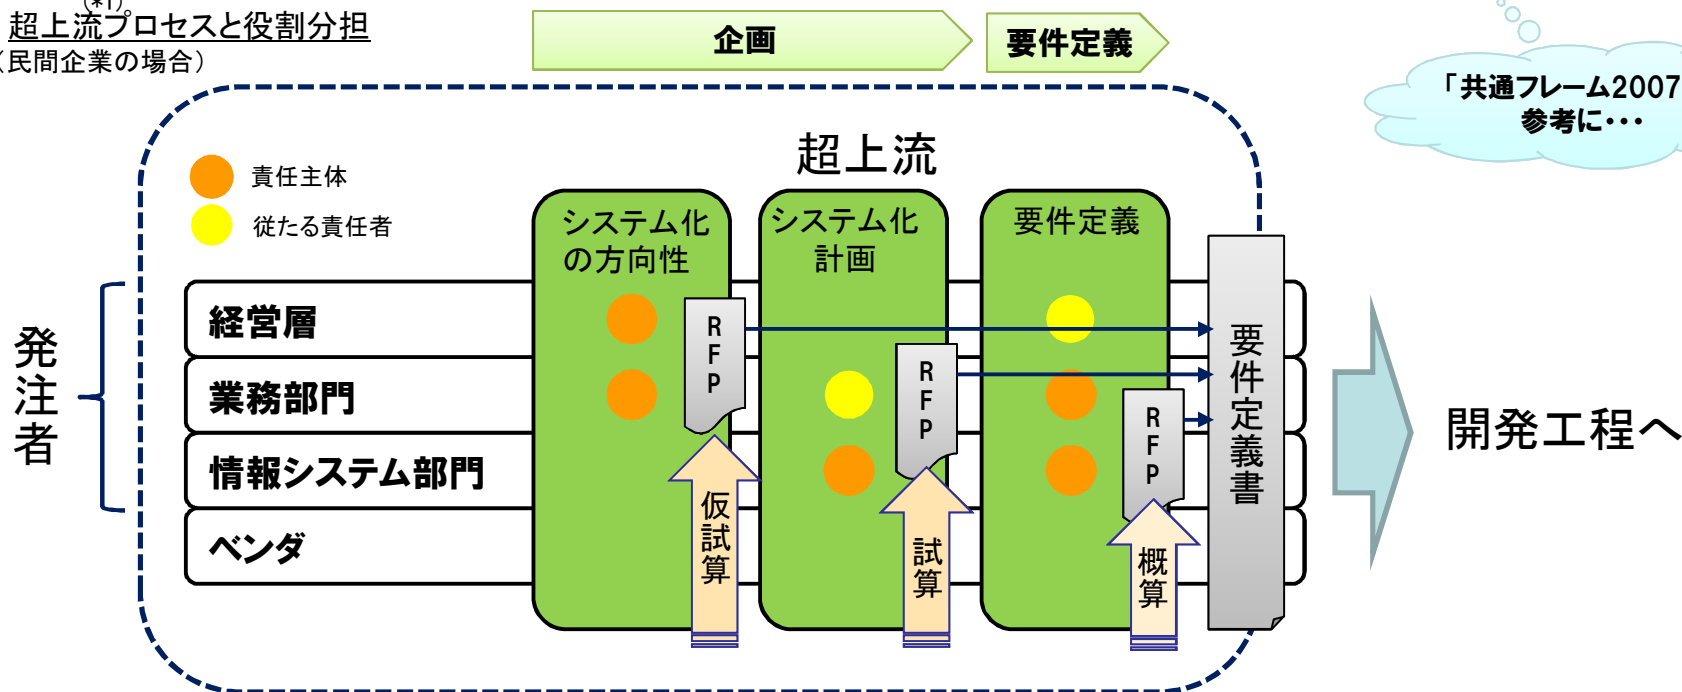 (*1)
超上流プロセスと役割分担
（民間企業の場合）
企画
要件定義
「共通フレーム2007
参考に・・・
超上流
責任主体
従たる責任者
システム化
の方向性
システム化
計画
要件定義
発注者
経営層
業務部門
情報システム部門
ベンダ
RFP
RFP
RFP
仮試算
試算
概算
要件定義書
開発工程へ